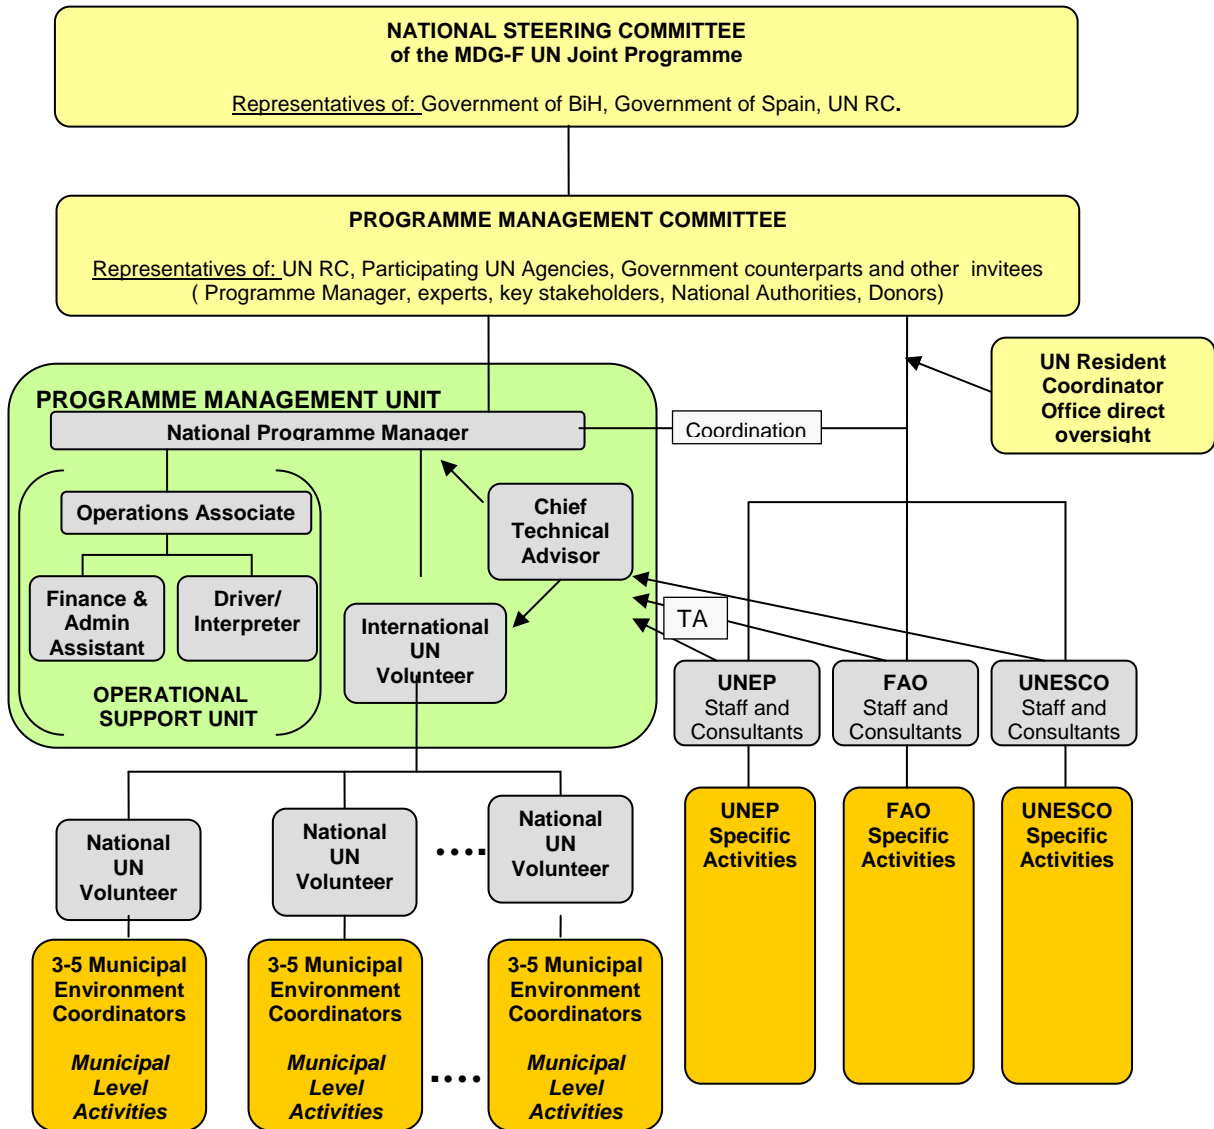 NATIONAL STEERING COMMITTEE
of the MDG-F UN Joint Programme
Representatives of: Government of BiH, Government of Spain, UN RC.
PROGRAMME MANAGEMENT COMMITTEE
Representatives of: UN RC, Participating UN Agencies, Government counterparts and other invitees
( Programme Manager, experts, key stakeholders, National Authorities, Donors)
UN Resident
Coordinator
Office direct
oversight
PROGRAMME MANAGEMENT UNIT
National Programme Manager
Coordination
Operations Associate
Chief
Technical
Advisor
Finance &
Admin
Assistant
Driver/
Interpreter
International
UN
Volunteer
TA
OPERATIONAL
SUPPORT UNIT
UNEP
Staff and
Consultants
FAO
Staff and
Consultants
UNESCO
Staff and
Consultants
National
UN
Volunteer
National
UN
Volunteer
....
National
UN
Volunteer
UNEP
Specific
Activities
FAO
Specific
Activities
UNESCO
Specific
Activities
3-5 Municipal
Environment
Coordinators
Municipal
Level
Activities
3-5 Municipal
Environment
Coordinators
Municipal
Level
Activities
....
3-5 Municipal
Environment
Coordinators
Municipal
Level
Activities